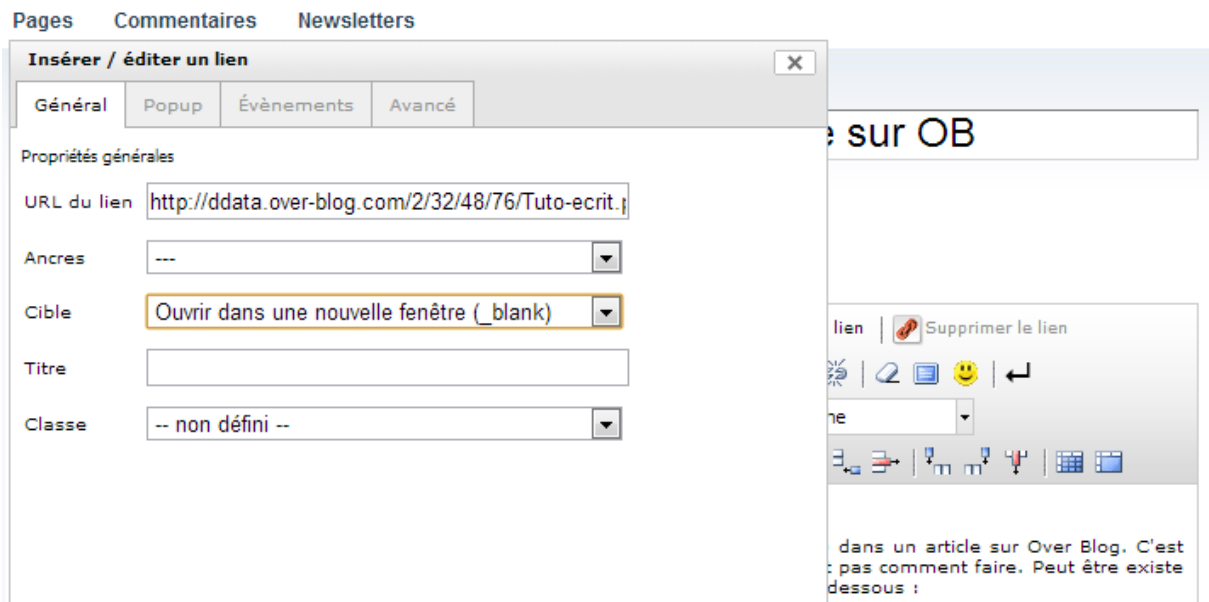 Pages Commentaires Newsletters
Insérer / éditer un lien
Général Popup Évènements Avancé
sur OB
Propriétés générales
URL du lien http://ddata.over-blog.com/2/32/48/76/Tuto-ecrit.p
Ancres ---
Cible Ouvrir dans une nouvelle fenêtre (_blank)
lien Supprimer le lien
Titre
Classe -- non défini --
dans un article sur Over Blog. C'est
pas comment faire. Peut être existe
dessous :